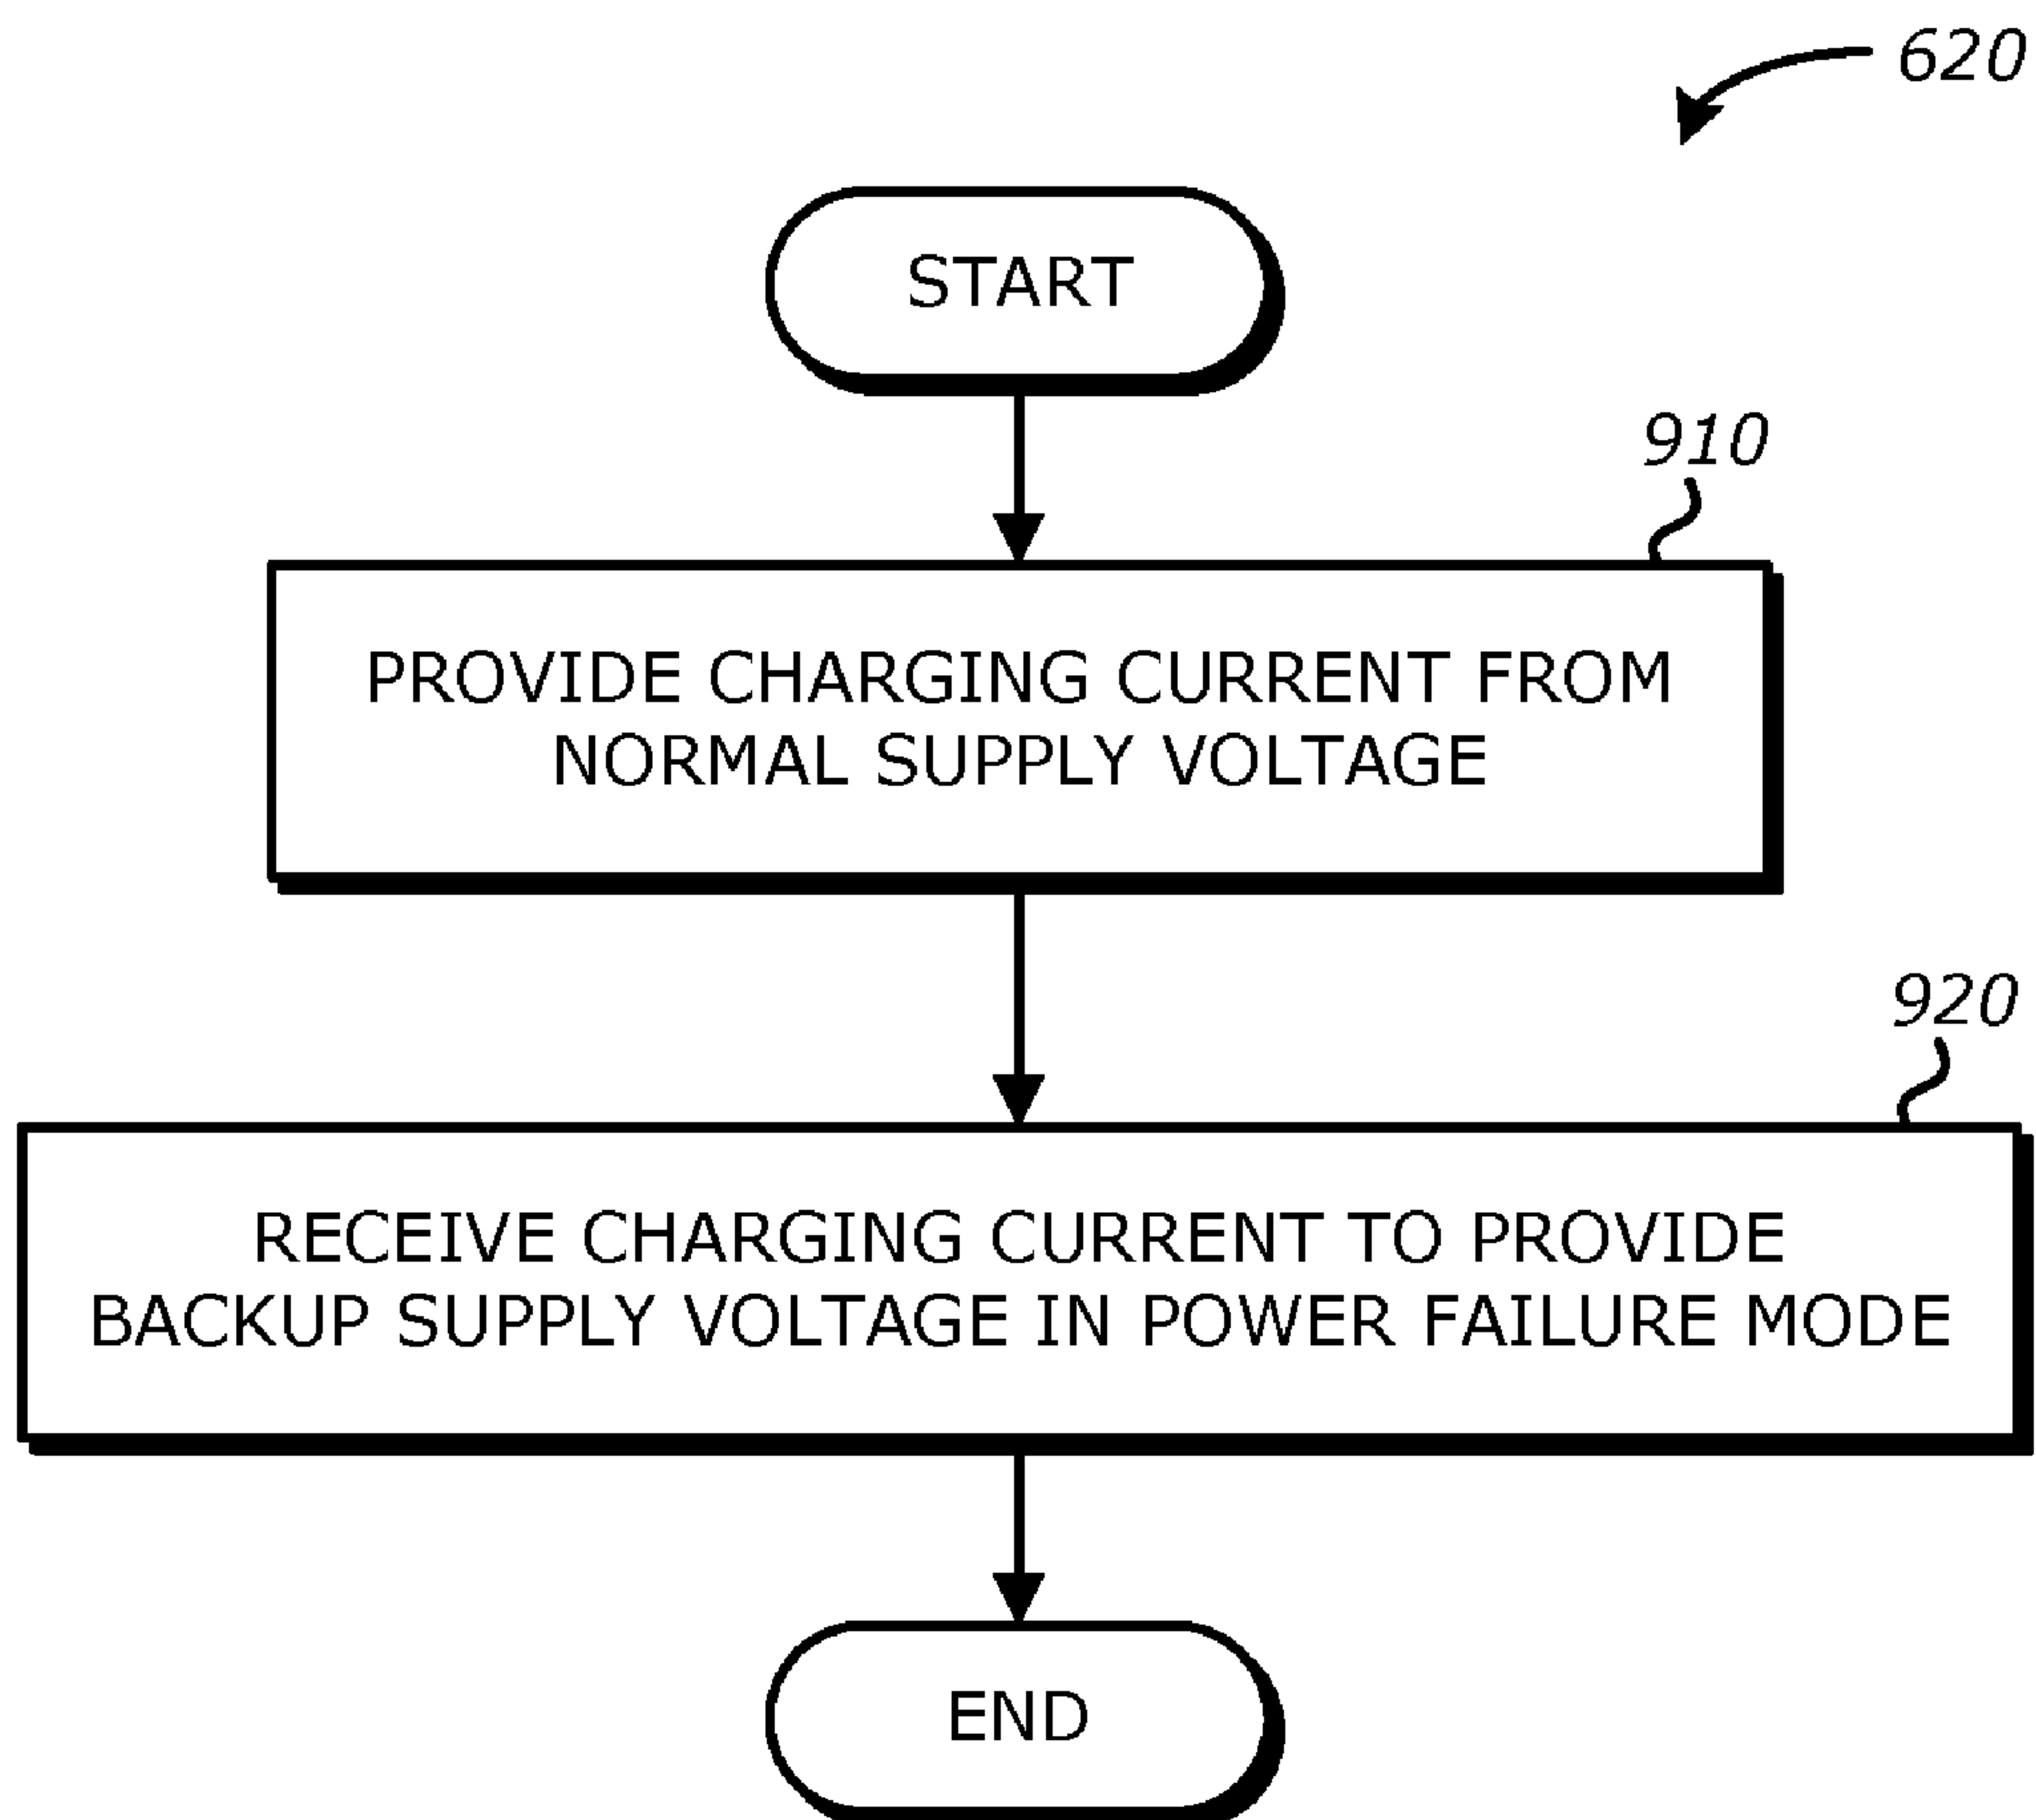 620
START
910
PROVIDE CHARGING CURRENT FROM
NORMAL SUPPLY VOLTAGE
920
RECEIVE CHARGING CURRENT TO PROVIDE
BACKUP SUPPLY VOLTAGE IN POWER FAILURE MODE
END